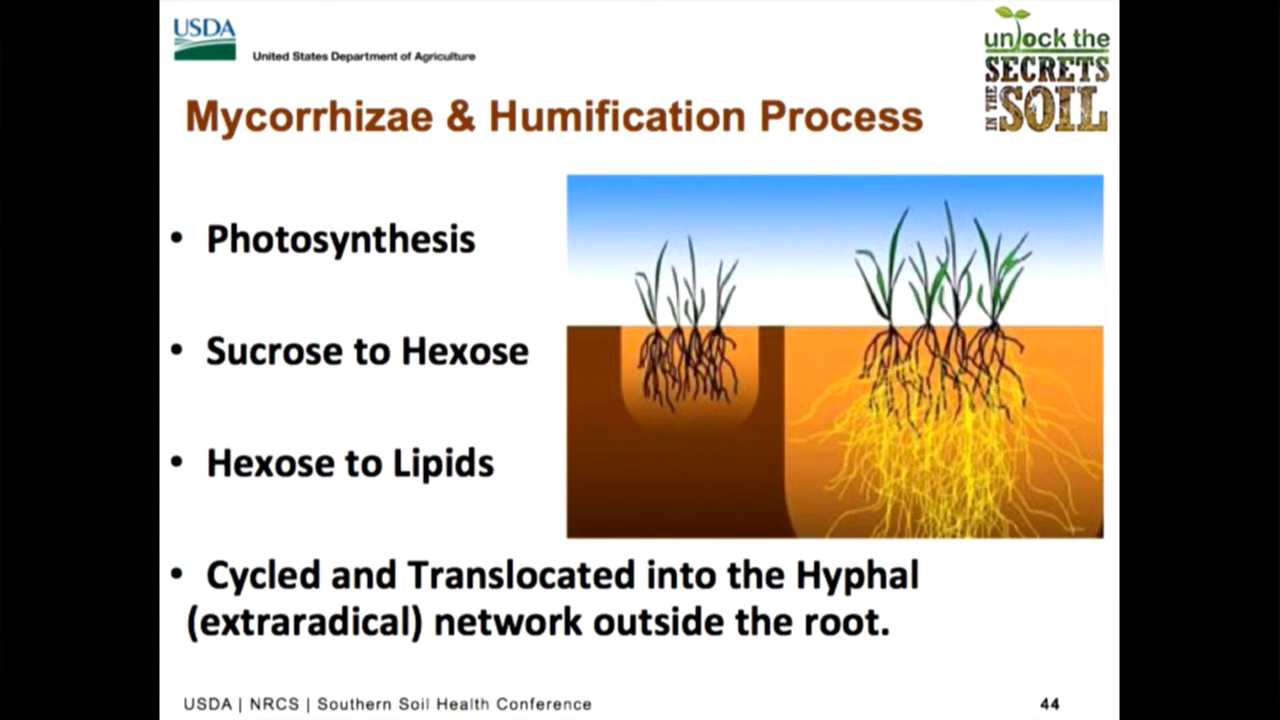 USDA
United States Department of Agriculture
unlock the
SECRETS
IN THE
SOIL
Mycorrhizae & Humification Process
• Photosynthesis
• Sucrose to Hexose
• Hexose to Lipids
• Cycled and Translocated into the Hyphal
(extraradical) network outside the root.
USDA | NRCS | Southern Soil Health Conference
44